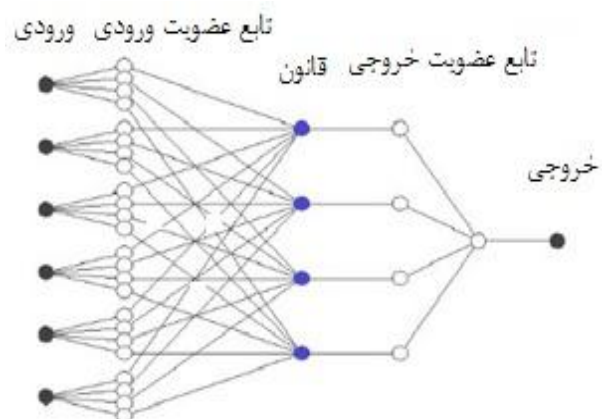 ورودی
تابع عضویت ورودی
قانون
تابع عضویت خروجی
خروجی